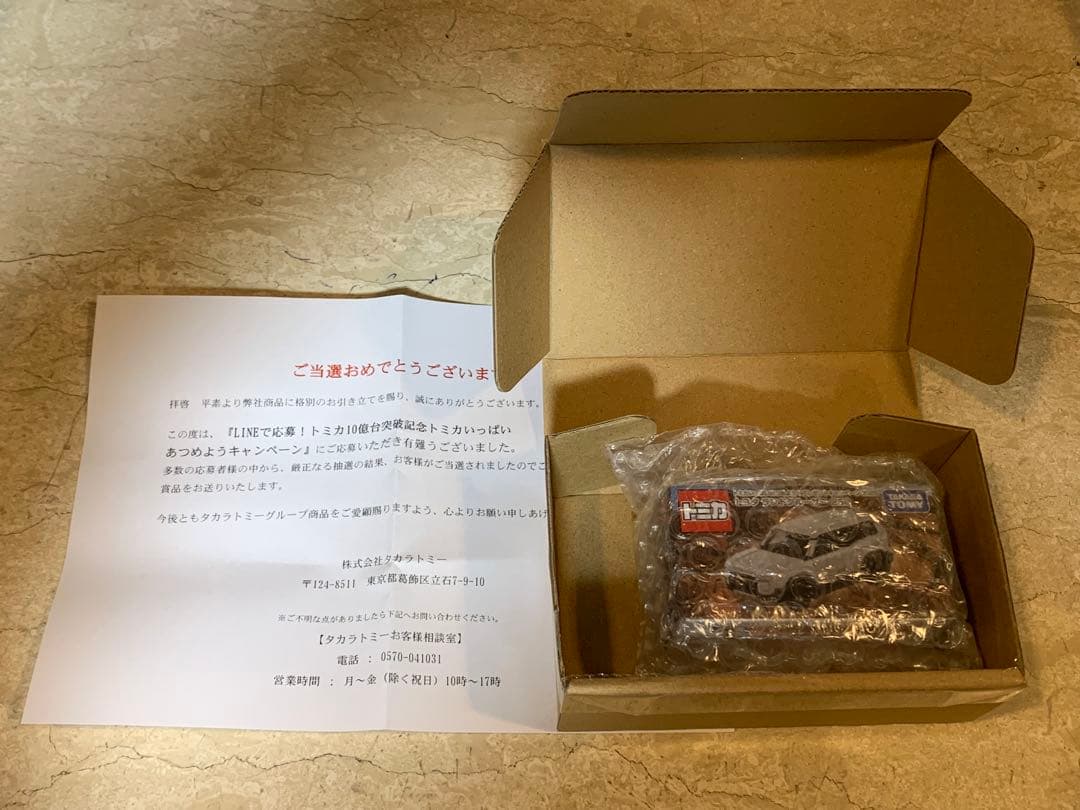 ご当選おめでとうございます
拝啓 平素より弊社商品に格別のお引き立てを賜り、誠にありがとうございます。
この度は、『LINEで応募！トミカ10億台突破記念トミカいっぱい
あつめようキャンペーン』にご応募いただき有難うございました。
多数の応募者様の中から、厳正なる抽選の結果、お客様がご当選されましたのでこ
賞品をお送りいたします。
今後ともタカラトミーグループ商品をご愛顧賜りますよう、心よりお願い申しあげ
株式会社タカラトミー
〒124-8511 東京都葛飾区立石7-9-10
※ご不明な点がありましたら下記へお問い合わせください。
【タカラトミーお客様相談室】
電話 : 0570-041031
営業時間 : 月～金（除く祝日）10時～17時
トミカ
TAKARA
TOMY